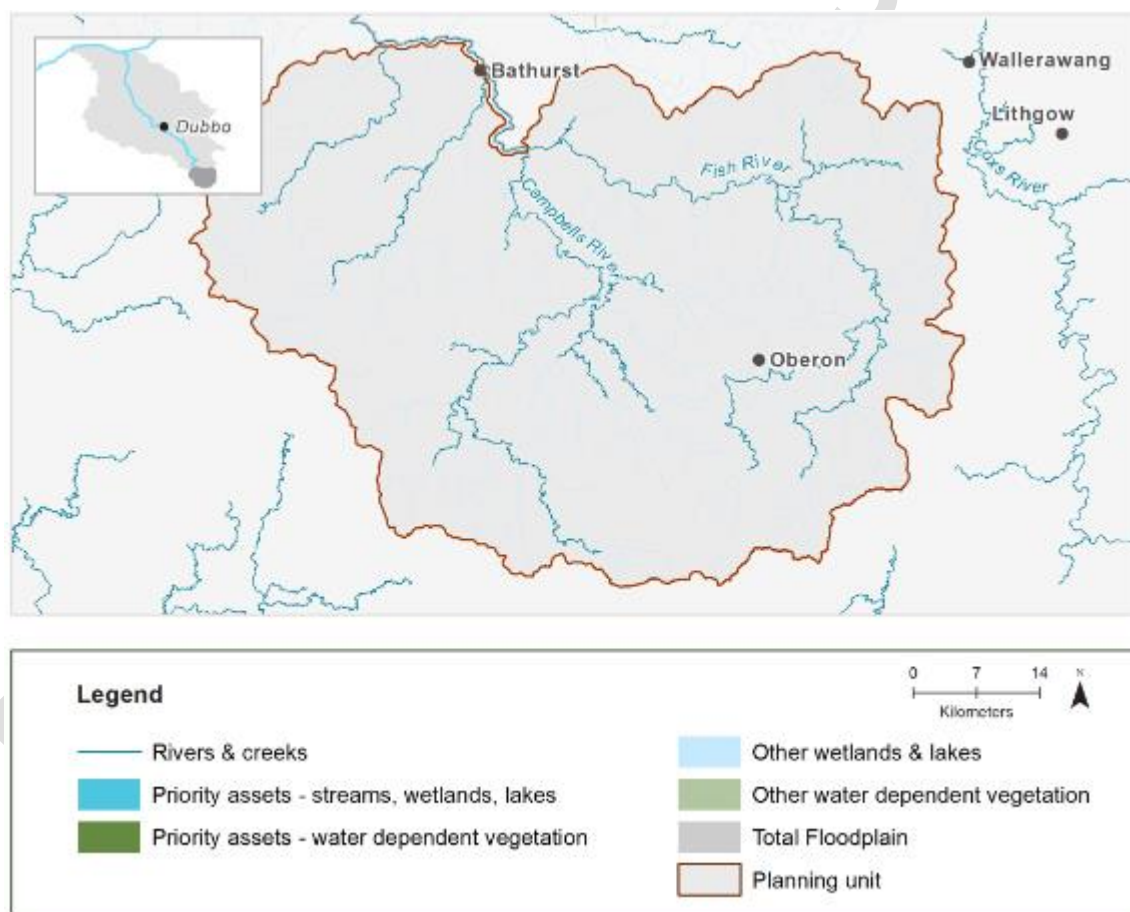 Bathurst
Wallerawang
Dubbo
Lithgow
Fish River
Coxs River
Campbells River
Oberon
Legend
0 7 14
N
Kilometers
Rivers & creeks
Priority assets - streams, wetlands, lakes
Priority assets - water dependent vegetation
Other wetlands & lakes
Other water dependent vegetation
Total Floodplain
Planning unit